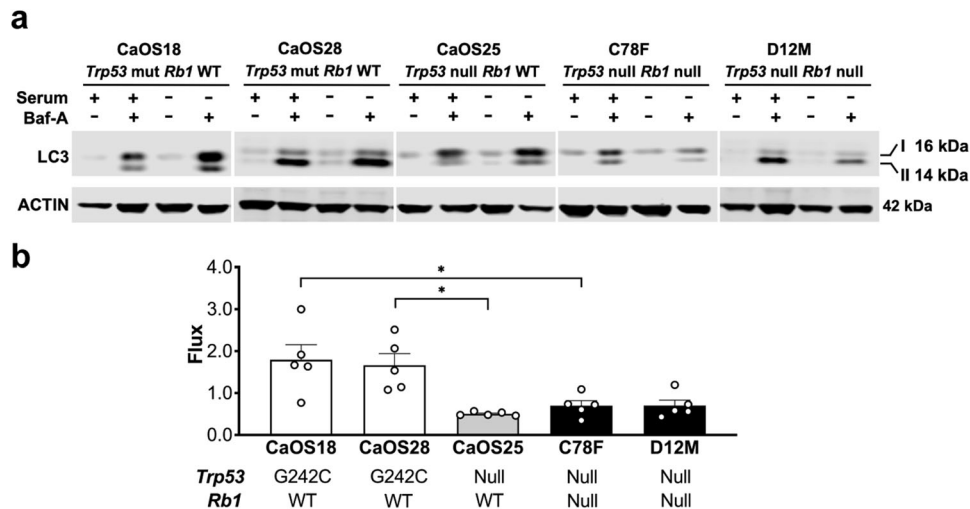 a
CaOS18 CaOS28 CaOS25 C78F D12M
Trp53 mut Rb1 WT Trp53 mut Rb1 WT Trp53 null Rb1 WT Trp53 null Rb1 null Trp53 null Rb1 null
Serum + + - - + + - - + + - - + + - - + + - -
Baf-A - + - + - + - + - + - + - + - + - + - +
LC3 I 16 kDa
II 14 kDa
ACTIN 42 kDa
b
4.0
*
3.0
*
2.0
1.0
0.0
Flux
CaOS18 CaOS28 CaOS25 C78F D12M
Trp53 G242C G242C Null Null Null
Rb1 WT WT WT Null Null